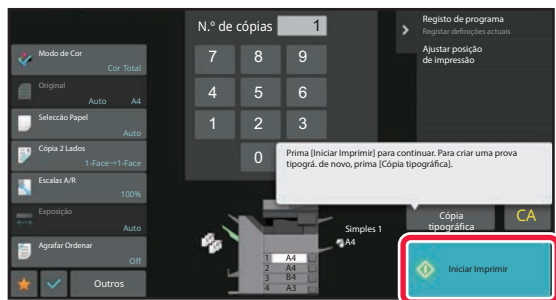 N.º de cópias 1
Registo de programa
Registar definições actuais
Ajustar posição
de impressão
Modo de Cor
Cor Total
Original
Auto A4
Selecção Papel
Auto
Cópia 2 Lados
1-Face→1-Face
Escalas A/R
100%
Exposição
Auto
Agrafar Ordenar
Off
Outros
7 8 9
4 5 6
1 2 3
0
Prima [Iniciar Imprimir] para continuar. Para criar uma prova
tipográ. de novo, prima [Cópia tipográfica].
Simples 1
A4
1 A4
2 A4
3 B4
4 A3
Cópia
tipográfica
CA
Iniciar Imprimir